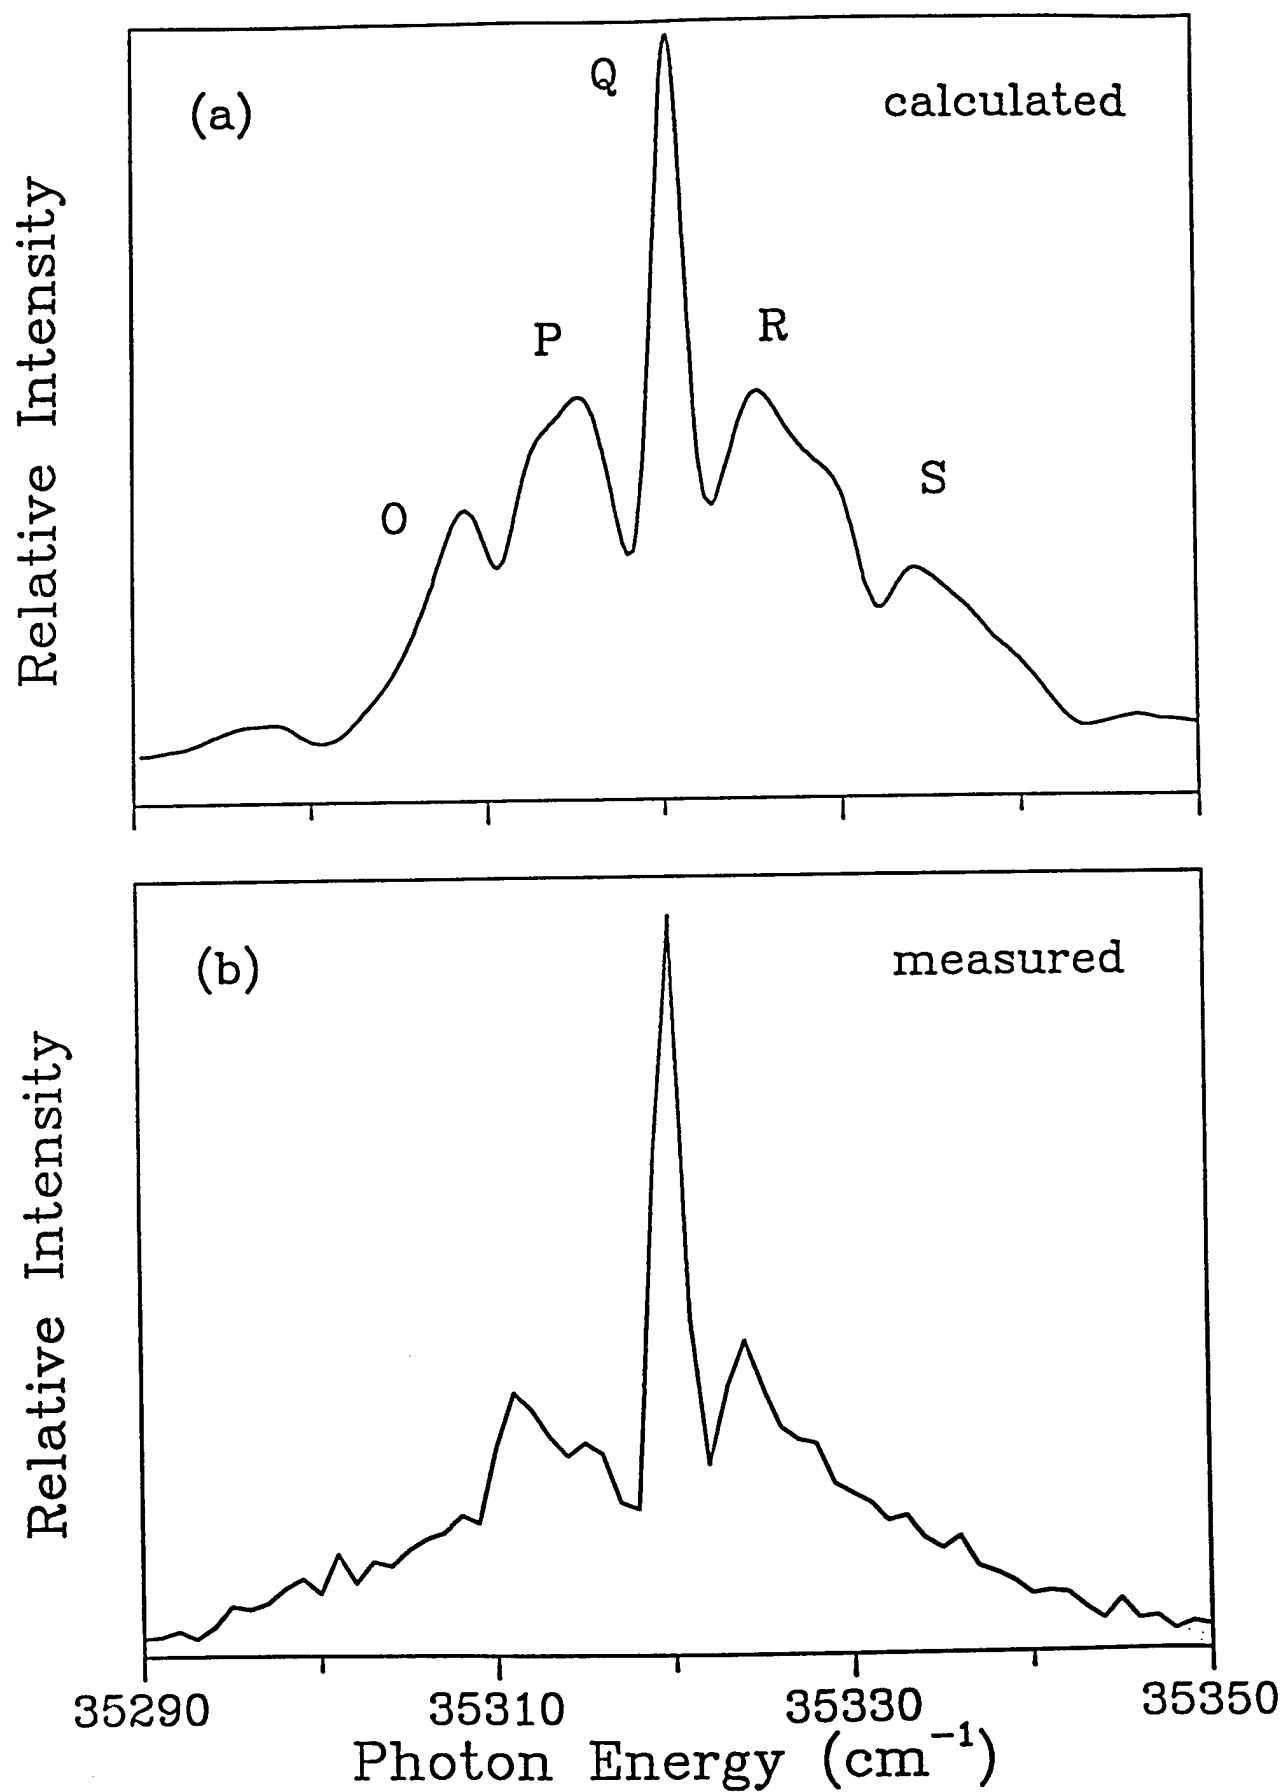 (a)
calculated
Q
P
R
O
S
Relative Intensity
(b)
measured
Relative Intensity
35290 35310 35330 35350
Photon Energy (cm⁻¹)